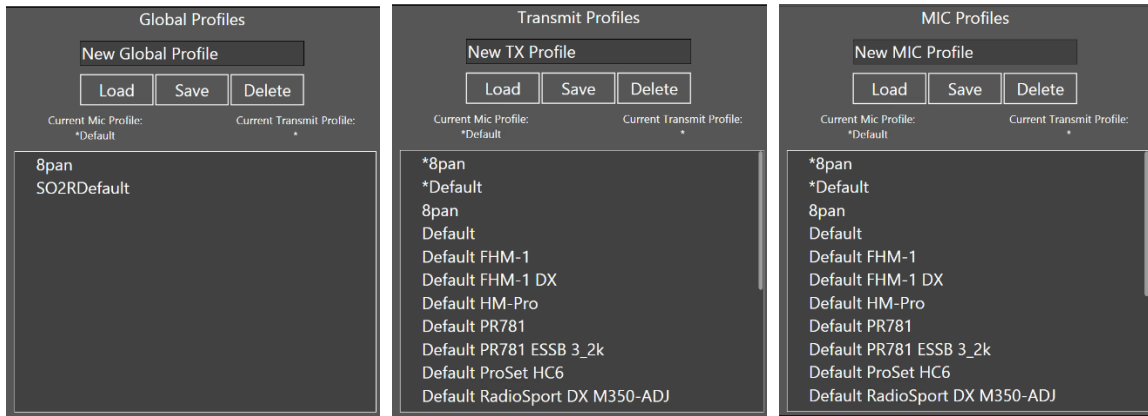 Global Profiles
New Global Profile
Load Save Delete
Current Mic Profile: Current Transmit Profile:
*Default *
8pan
SO2RDefault
Transmit Profiles
New TX Profile
Load Save Delete
Current Mic Profile: Current Transmit Profile:
*Default *
*8pan
*Default
8pan
Default
Default FHM-1
Default FHM-1 DX
Default HM-Pro
Default PR781
Default PR781 ESSB 3_2k
Default ProSet HC6
Default RadioSport DX M350-ADJ
MIC Profiles
New MIC Profile
Load Save Delete
Current Mic Profile: Current Transmit Profile:
*Default *
*8pan
*Default
8pan
Default
Default FHM-1
Default FHM-1 DX
Default HM-Pro
Default PR781
Default PR781 ESSB 3_2k
Default ProSet HC6
Default RadioSport DX M350-ADJ